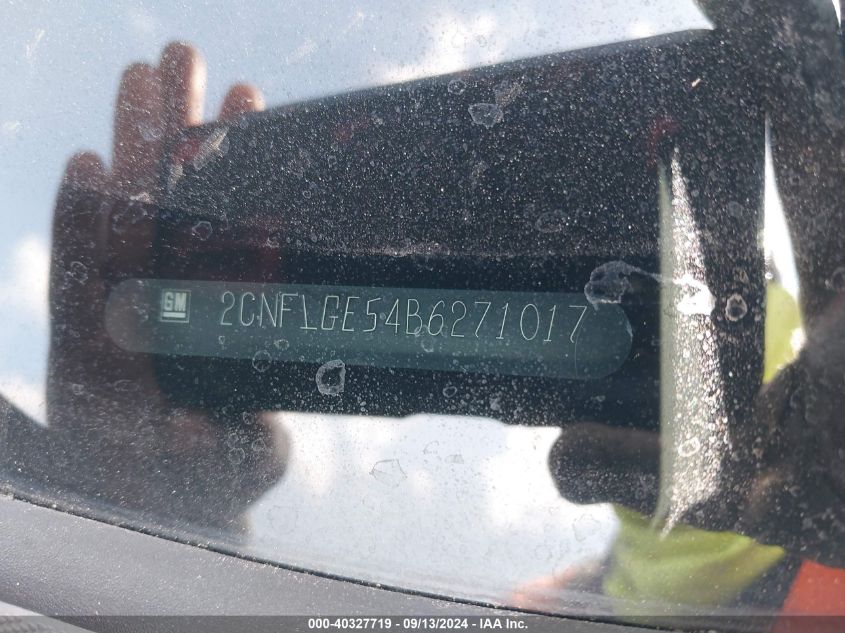 GM 2CNFLGE54B6271017
000-40327719 - 09/13/2024 - IAA, Inc.